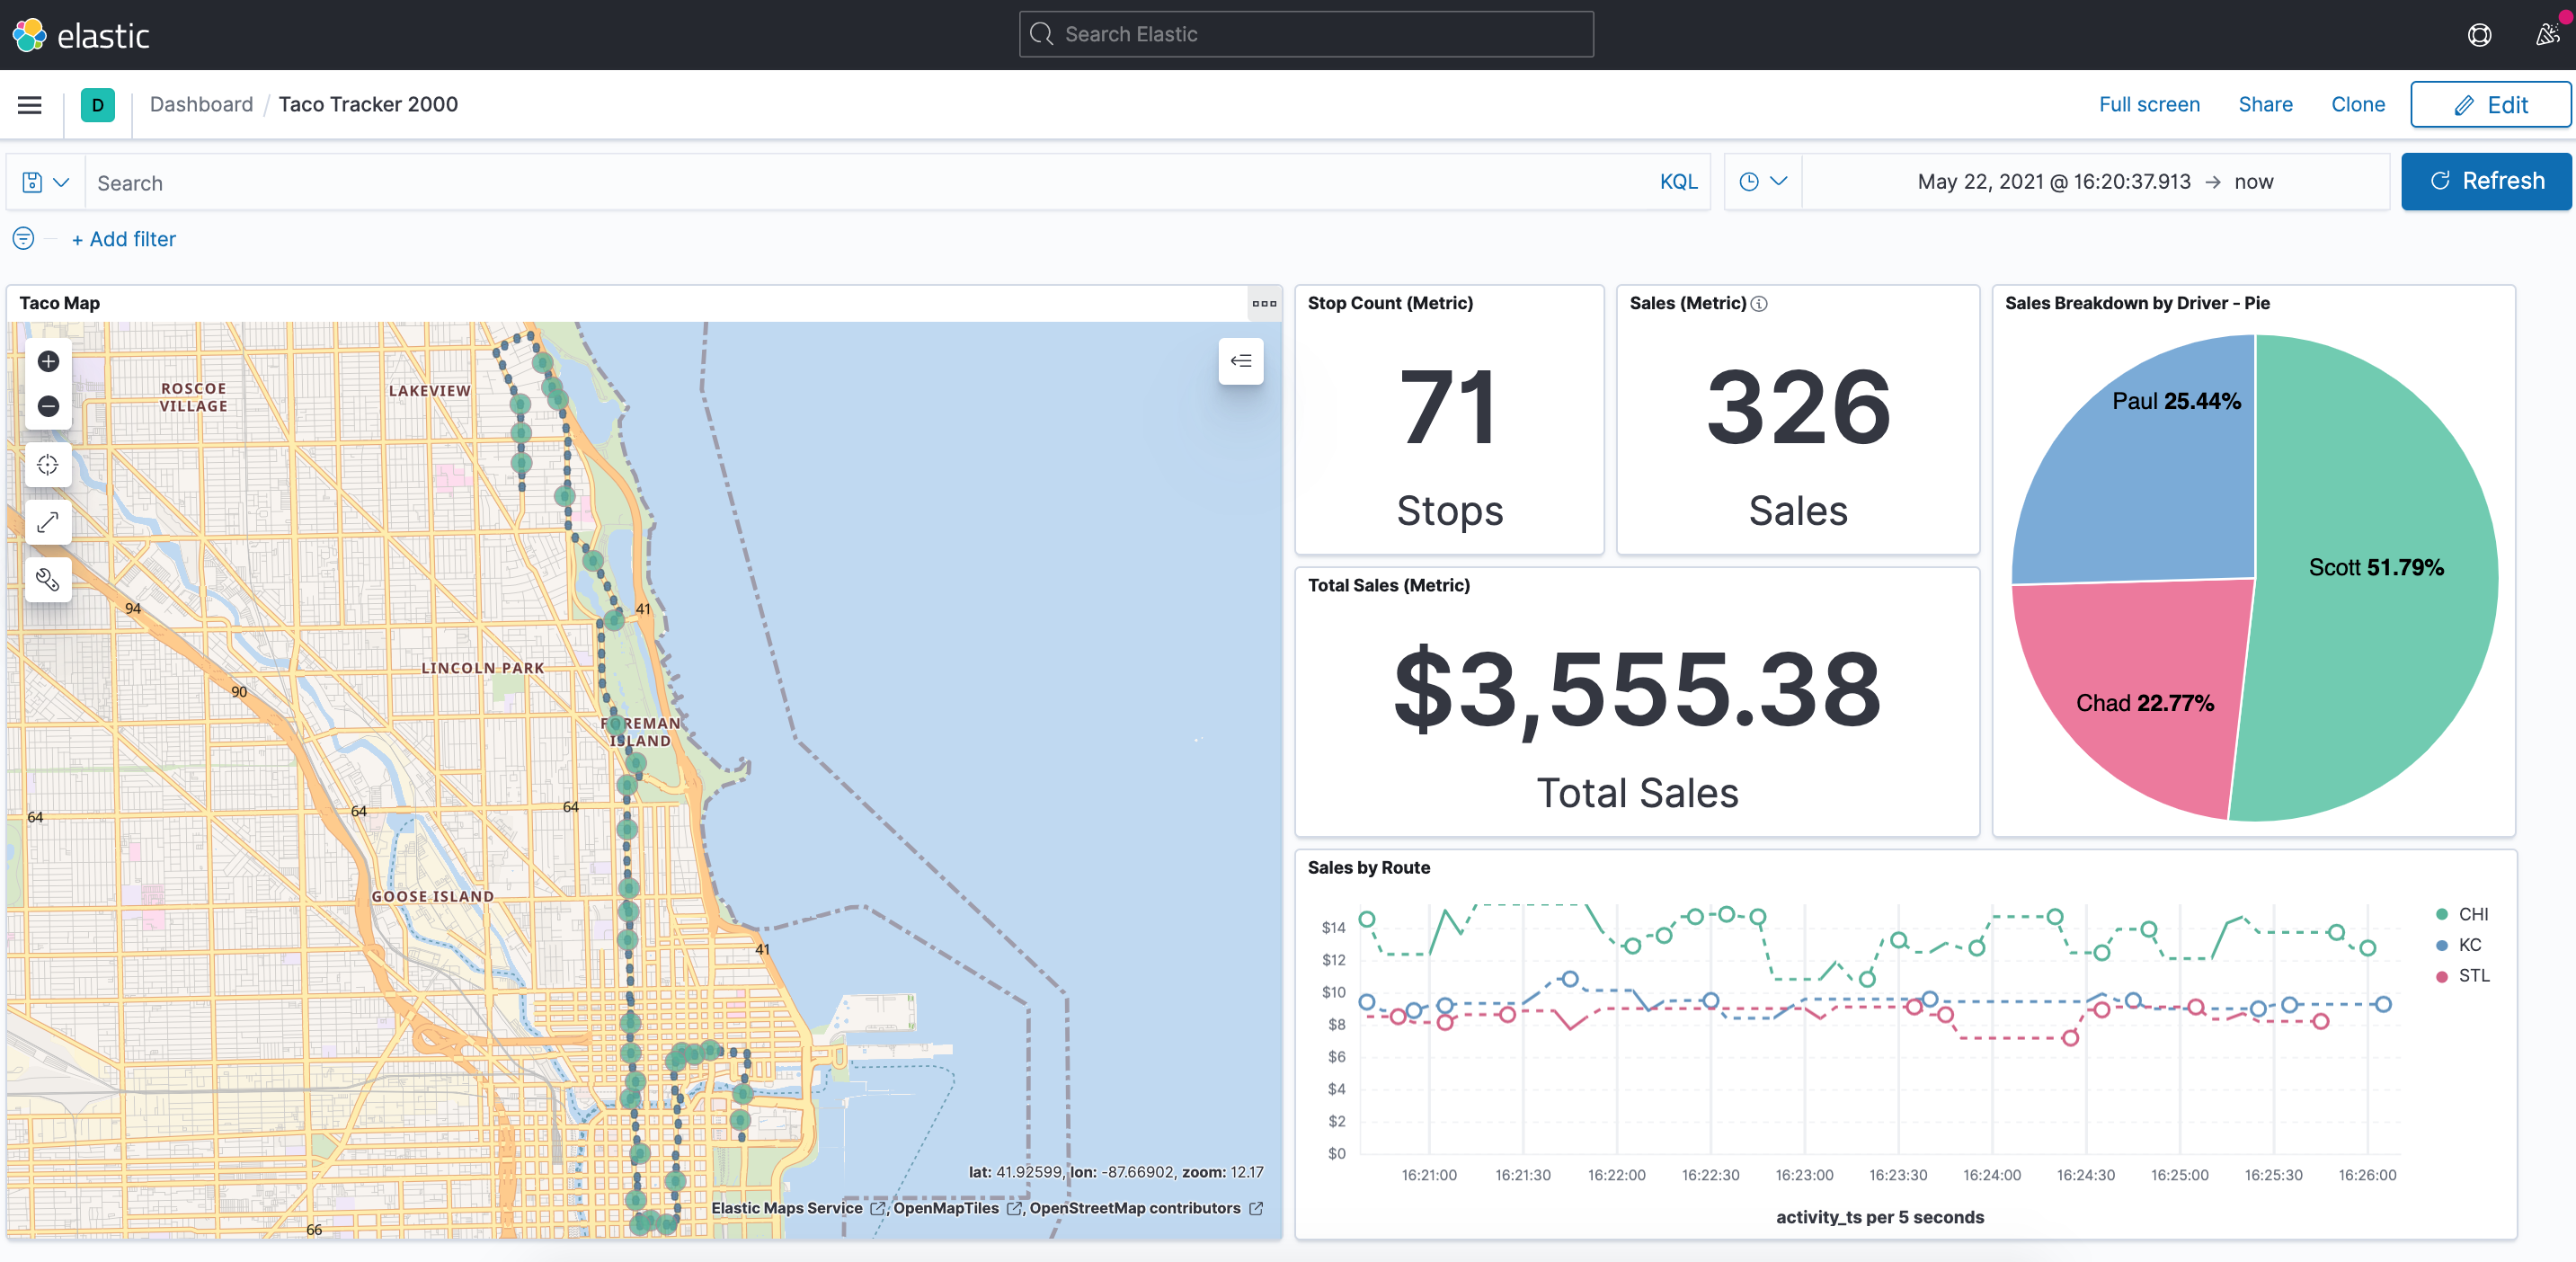 elastic
Search Elastic
D
Dashboard / Taco Tracker 2000
Full screen
Share
Clone
Edit
Search
KQL
May 22, 2021 @ 16:20:37.913 → now
Refresh
+ Add filter
Taco Map
ROSCOE
VILLAGE
LAKEVIEW
94
41
LINCOLN PARK
90
FOREMAN
ISLAND
64
64
64
GOOSE ISLAND
41
66
lat: 41.92599, lon: -87.66902, zoom: 12.17
Elastic Maps Service , OpenMapTiles , OpenStreetMap contributors
Stop Count (Metric)
71
Stops
Sales (Metric)
326
Sales
Total Sales (Metric)
$3,555.38
Total Sales
Sales Breakdown by Driver - Pie
Paul 25.44%
Scott 51.79%
Chad 22.77%
Sales by Route
$14
$12
$10
$8
$6
$4
$2
$0
16:21:00 16:21:30 16:22:00 16:22:30 16:23:00 16:23:30 16:24:00 16:24:30 16:25:00 16:25:30 16:26:00
activity_ts per 5 seconds
CHI
KC
STL